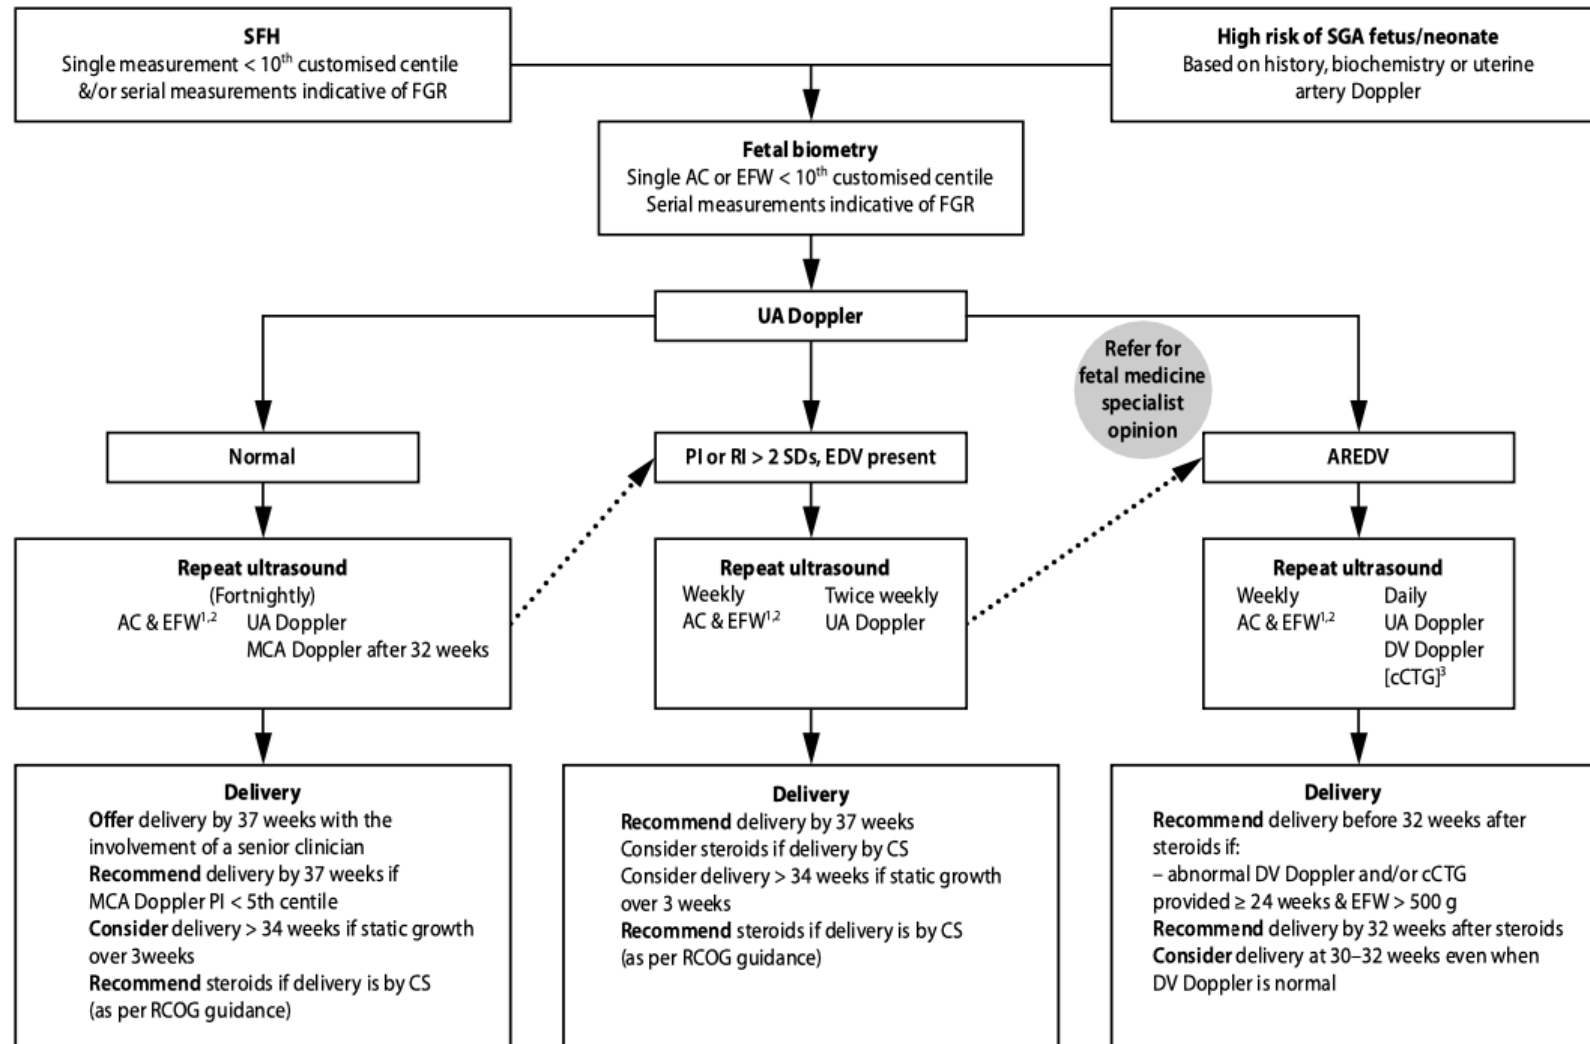 SFH
Single measurement < 10th customised centile
&/or serial measurements indicative of FGR
High risk of SGA fetus/neonate
Based on history, biochemistry or uterine
artery Doppler
Fetal biometry
Single AC or EFW < 10th customised centile
Serial measurements indicative of FGR
UA Doppler
Refer for
fetal medicine
specialist
opinion
Normal
PI or RI > 2 SDs, EDV present
AREDV
Repeat ultrasound
(Fortnightly)
AC & EFW1,2 UA Doppler
MCA Doppler after 32 weeks
Repeat ultrasound
Weekly Twice weekly
AC & EFW1,2 UA Doppler
Repeat ultrasound
Weekly Daily
AC & EFW1,2 UA Doppler
DV Doppler
[cCTG]3
Delivery
Offer delivery by 37 weeks with the
involvement of a senior clinician
Recommend delivery by 37 weeks if
MCA Doppler PI < 5th centile
Consider delivery > 34 weeks if static growth
over 3weeks
Recommend steroids if delivery is by CS
(as per RCOG guidance)
Delivery
Recommend delivery by 37 weeks
Consider steroids if delivery by CS
Consider delivery > 34 weeks if static growth
over 3 weeks
Recommend steroids if delivery is by CS
(as per RCOG guidance)
Delivery
Recommend delivery before 32 weeks after
steroids if:
– abnormal DV Doppler and/or cCTG
provided ≥ 24 weeks & EFW > 500 g
Recommend delivery by 32 weeks after steroids
Consider delivery at 30–32 weeks even when
DV Doppler is normal